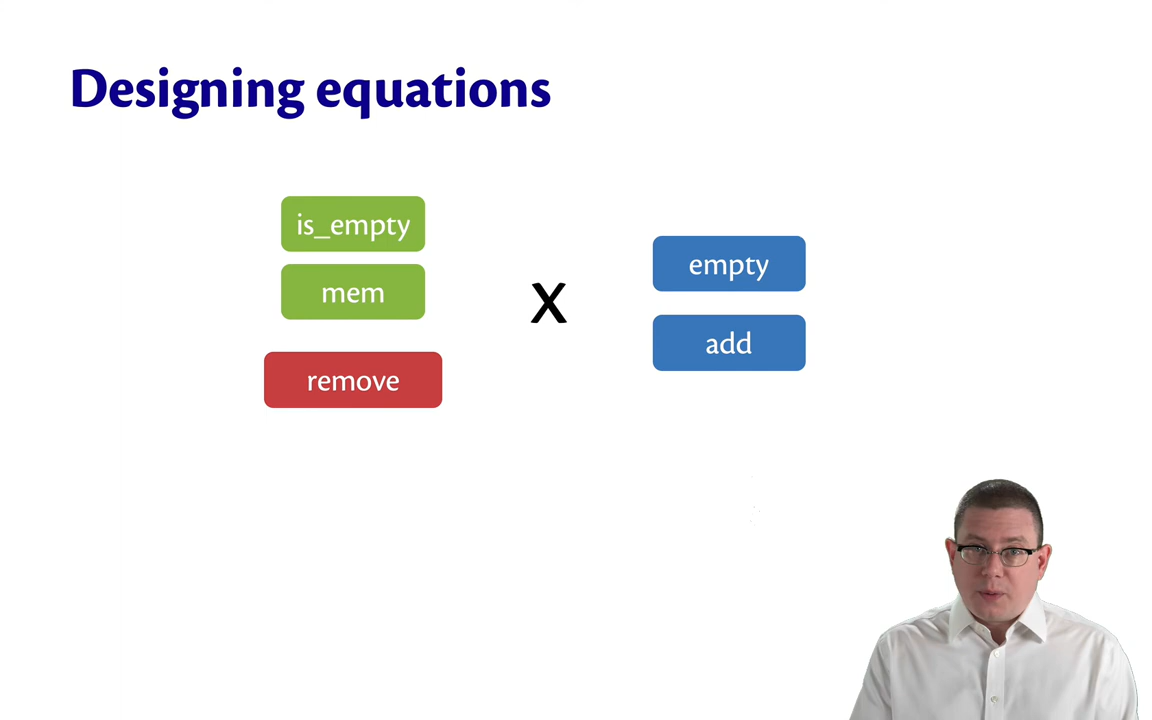 Designing equations
is_empty
mem
remove
X
empty
add